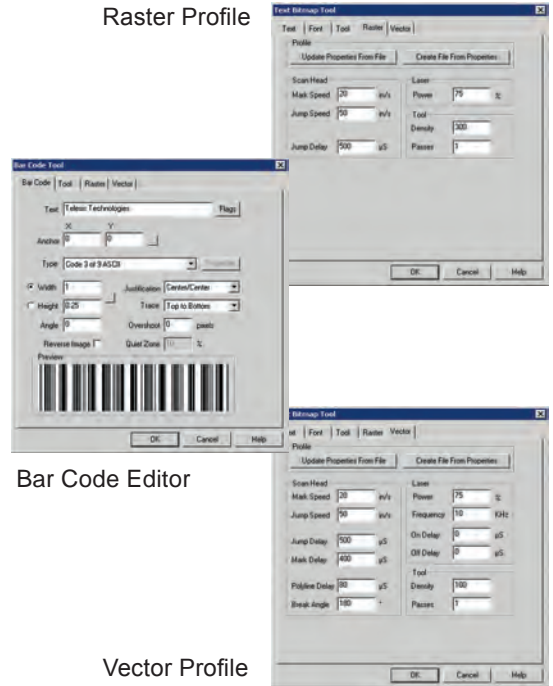 Raster Profile
Text Bitmap Tool
Text Font Tool Raster Vector
Profile
Update Properties From File Create File From Properties
Scan Head Laser
Mark Speed 20 in/s Power 75 %
Jump Speed 50 in/s Tool
Density 300
Jump Delay 500 µS Passes 1
OK Cancel Help
Bar Code Tool
Bar Code Tool Raster Vector
Text Telesis Technologies Flags
X Y
Anchor 0 0
Type Code 3 of 9 ASCII
Width 1 Justification Center/Center
Height 0.25 Trace Top to Bottom
Angle 0 Overshoot 0 pixels
Reverse Image Quiet Zone %
Preview
OK Cancel Help
Bar Code Editor
Bitmap Tool
Font Tool Raster Vector
Profile
Update Properties From File Create File From Properties
Scan Head Laser
Mark Speed 20 in/s Power 75 %
Jump Speed 50 in/s Frequency 10 KHz
Jump Delay 500 µS On Delay 0 µS
Mark Delay 400 µS Off Delay 0 µS
Tool
Polyline Delay 80 µS Density 100
Break Angle 180 ° Passes 1
OK Cancel Help
Vector Profile